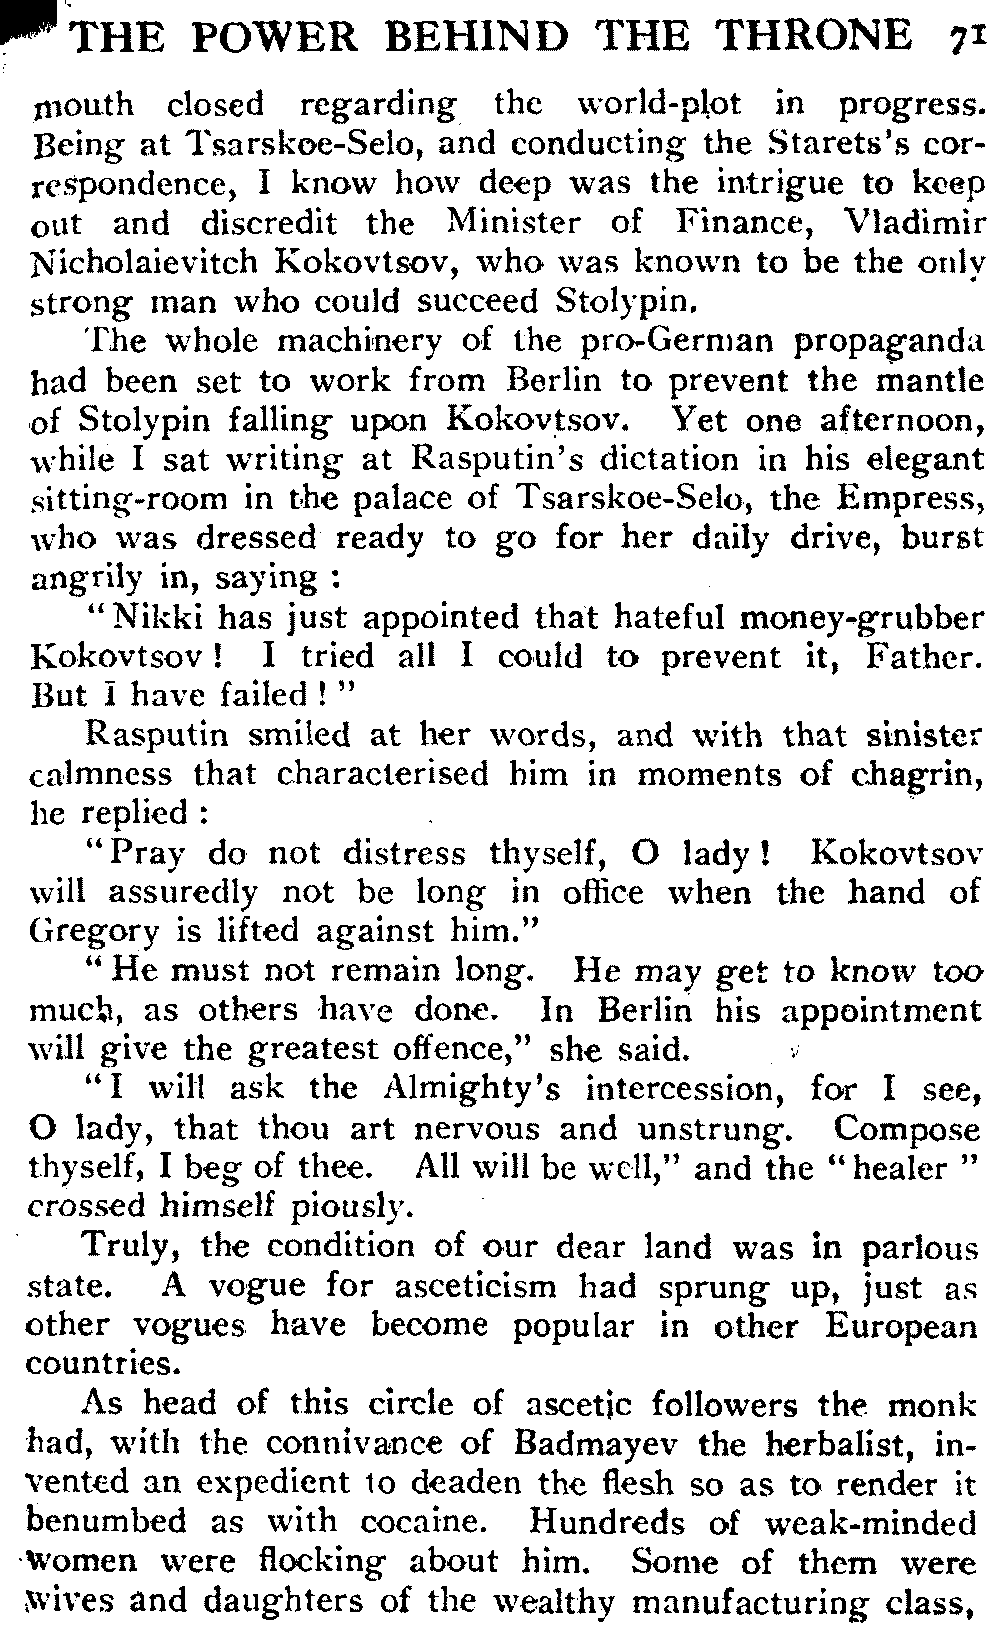 THE POWER BEHIND THE THRONE 71
mouth closed regarding the world-plot in progress.
Being at Tsarskoe-Selo, and conducting the Starets's cor-
respondence, I know how deep was the intrigue to keep
out and discredit the Minister of Finance, Vladimir
Nicholaievitch Kokovtsov, who was known to be the only
strong man who could succeed Stolypin.
The whole machinery of the pro-German propaganda
had been set to work from Berlin to prevent the mantle
of Stolypin falling upon Kokovtsov. Yet one afternoon,
while I sat writing at Rasputin's dictation in his elegant
sitting-room in the palace of Tsarskoe-Selo, the Empress,
who was dressed ready to go for her daily drive, burst
angrily in, saying :
"Nikki has just appointed that hateful money-grubber
Kokovtsov ! I tried all I could to prevent it, Father.
But I have failed ! "
Rasputin smiled at her words, and with that sinister
calmness that characterised him in moments of chagrin,
he replied :
"Pray do not distress thyself, O lady ! Kokovtsov
will assuredly not be long in office when the hand of
Gregory is lifted against him."
" He must not remain long. He may get to know too
much, as others have done. In Berlin his appointment
will give the greatest offence," she said.
"I will ask the Almighty's intercession, for I see,
O lady, that thou art nervous and unstrung. Compose
thyself, I beg of thee. All will be well," and the " healer "
crossed himself piously.
Truly, the condition of our dear land was in parlous
state. A vogue for asceticism had sprung up, just as
other vogues have become popular in other European
countries.
As head of this circle of ascetic followers the monk
had, with the connivance of Badmayev the herbalist, in-
vented an expedient to deaden the flesh so as to render it
benumbed as with cocaine. Hundreds of weak-minded
women were flocking about him. Some of them were
wives and daughters of the wealthy manufacturing class,